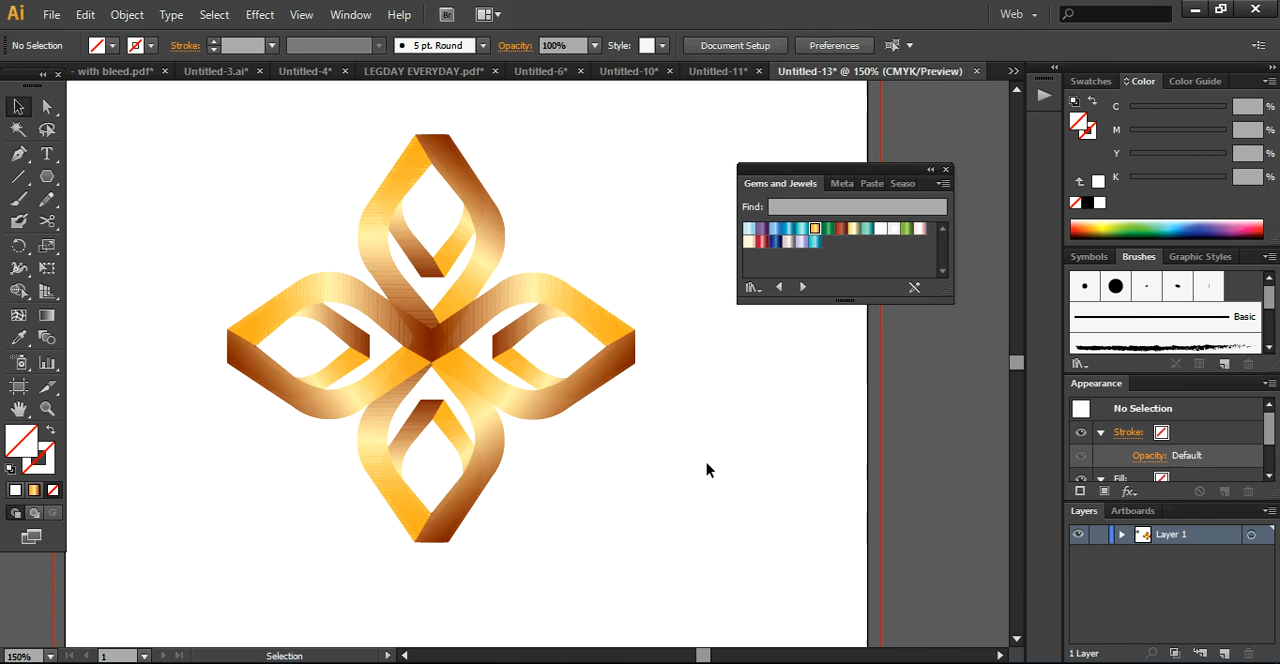 Ai File Edit Object Type Select Effect View Window Help Br Web
No Selection Stroke: 5 pt. Round Opacity: 100% Style: Document Setup Preferences
- with bleed.pdf* × Untitled-3.ai* × Untitled-4* × LEGDAY EVERYDAY.pdf* × Untitled-6* × Untitled-10* × Untitled-11* × Untitled-13* @ 150% (CMYK/Preview) ×
Swatches Color Color Guide
C %
M %
Y %
K %
Gems and Jewels Meta Paste Seaso
Find:
Symbols Brushes Graphic Styles
Basic
Appearance
No Selection
Stroke:
Opacity: Default
Fill:
fx
Layers Artboards
Layer 1
1 Layer
150% 1 Selection